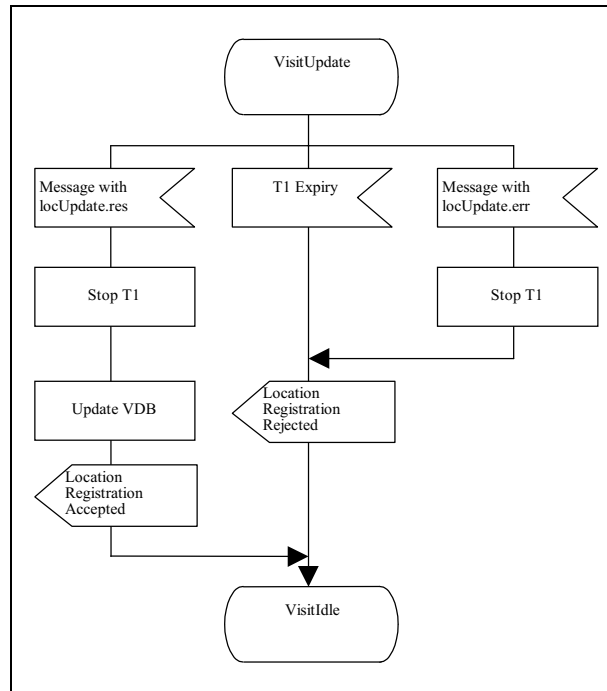 VisitUpdate
Message with
locUpdate.res
T1 Expiry
Message with
locUpdate.err
Stop T1
Stop T1
Update VDB
Location
Registration
Rejected
Location
Registration
Accepted
VisitIdle